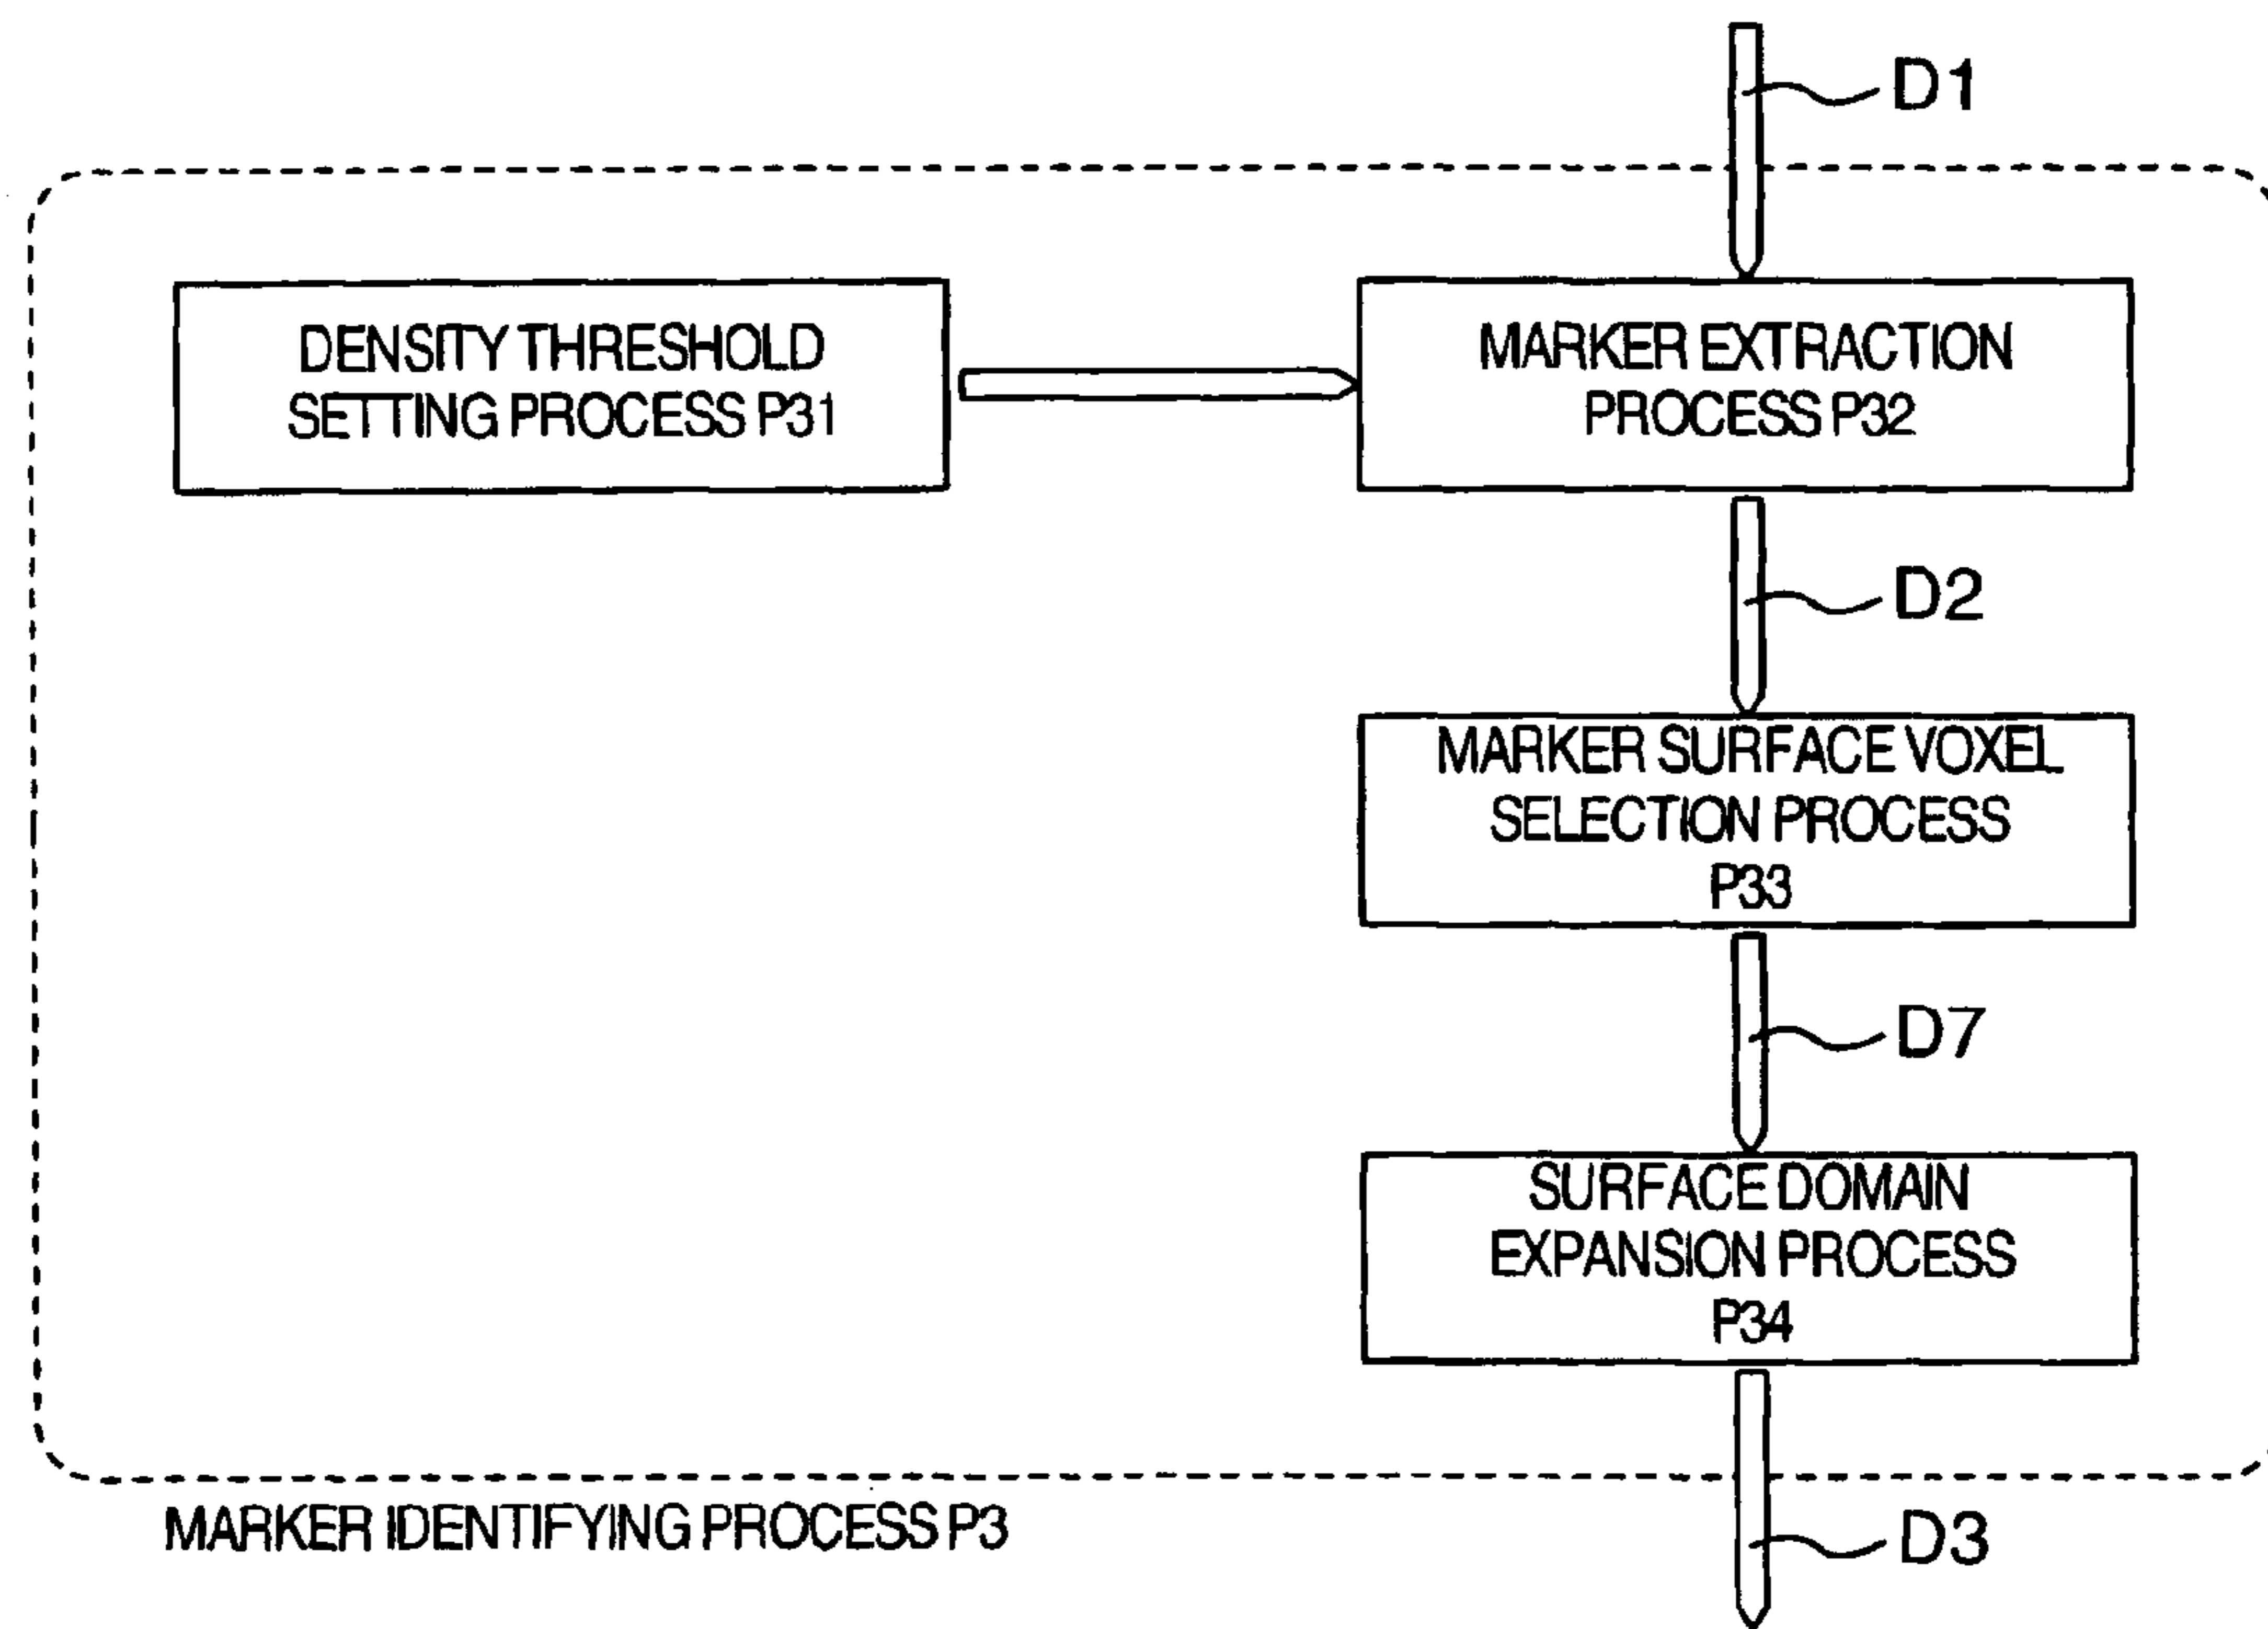 D1
DENSITY THRESHOLD
SETTING PROCESS P31
MARKER EXTRACTION
PROCESS P32
D2
MARKER SURFACE VOXEL
SELECTION PROCESS
P33
D7
SURFACE DOMAIN
EXPANSION PROCESS
P34
MARKER IDENTIFYING PROCESS P3
D3